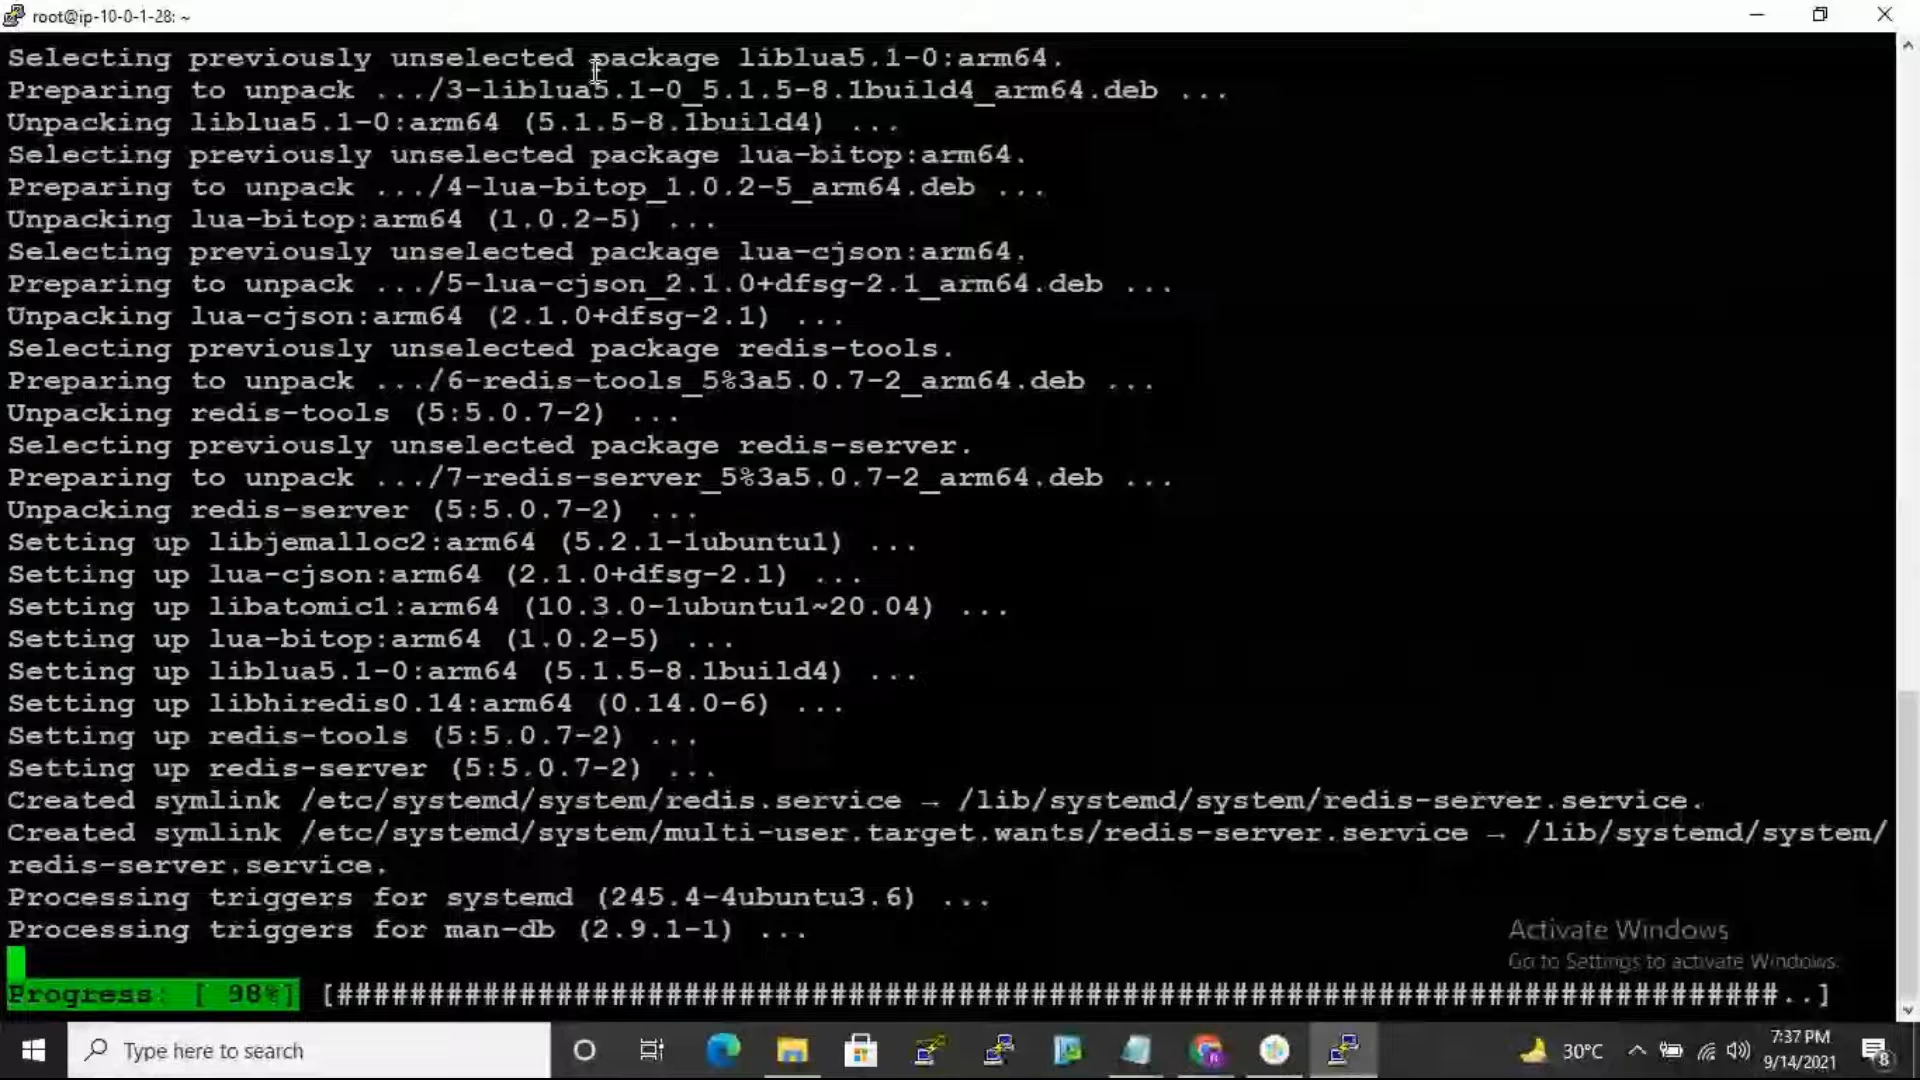 root@ip-10-0-1-28: ~
Selecting previously unselected package liblua5.1-0:arm64.
Preparing to unpack .../3-liblua5.1-0_5.1.5-8.1build4_arm64.deb ...
Unpacking liblua5.1-0:arm64 (5.1.5-8.1build4) ...
Selecting previously unselected package lua-bitop:arm64.
Preparing to unpack .../4-lua-bitop_1.0.2-5_arm64.deb ...
Unpacking lua-bitop:arm64 (1.0.2-5) ...
Selecting previously unselected package lua-cjson:arm64.
Preparing to unpack .../5-lua-cjson_2.1.0+dfsg-2.1_arm64.deb ...
Unpacking lua-cjson:arm64 (2.1.0+dfsg-2.1) ...
Selecting previously unselected package redis-tools.
Preparing to unpack .../6-redis-tools_5%3a5.0.7-2_arm64.deb ...
Unpacking redis-tools (5:5.0.7-2) ...
Selecting previously unselected package redis-server.
Preparing to unpack .../7-redis-server_5%3a5.0.7-2_arm64.deb ...
Unpacking redis-server (5:5.0.7-2) ...
Setting up libjemalloc2:arm64 (5.2.1-1ubuntu1) ...
Setting up lua-cjson:arm64 (2.1.0+dfsg-2.1) ...
Setting up libatomic1:arm64 (10.3.0-1ubuntu1~20.04) ...
Setting up lua-bitop:arm64 (1.0.2-5) ...
Setting up liblua5.1-0:arm64 (5.1.5-8.1build4) ...
Setting up libhiredis0.14:arm64 (0.14.0-6) ...
Setting up redis-tools (5:5.0.7-2) ...
Setting up redis-server (5:5.0.7-2) ...
Created symlink /etc/systemd/system/redis.service → /lib/systemd/system/redis-server.service.
Created symlink /etc/systemd/system/multi-user.target.wants/redis-server.service → /lib/systemd/system/
redis-server.service.
Processing triggers for systemd (245.4-4ubuntu3.6) ...
Processing triggers for man-db (2.9.1-1) ...
Activate Windows
Go to Settings to activate Windows.
Progress: [ 98%] [###############################################################################..]
Type here to search
30°C
7:37 PM
9/14/2021
8